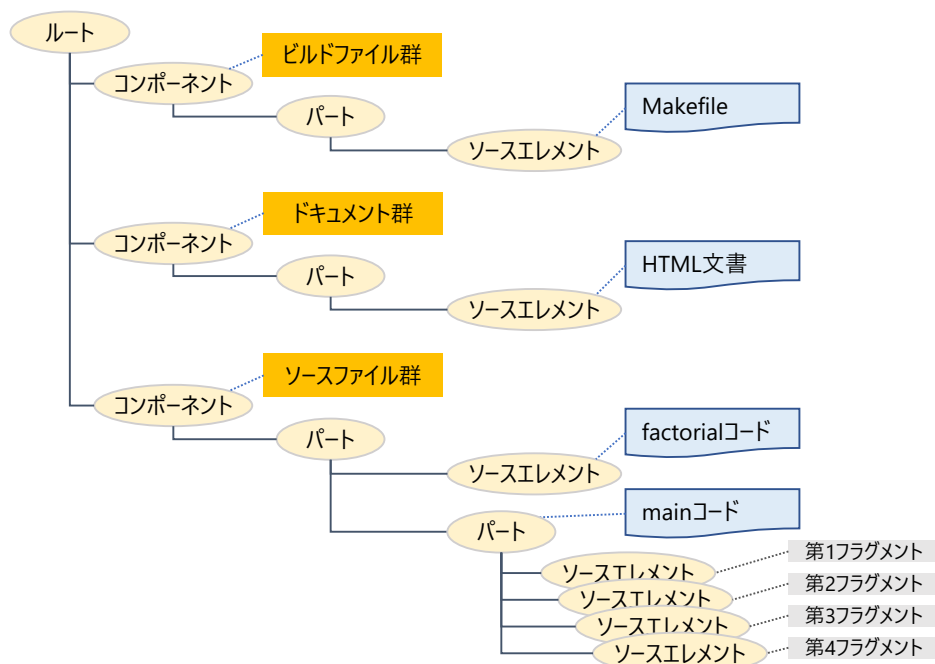 ルート
ビルドファイル群
コンポーネント
パート
Makefile
ソースエレメント
ドキュメント群
コンポーネント
パート
HTML文書
ソースエレメント
ソースファイル群
コンポーネント
パート
factorialコード
ソースエレメント
mainコード
パート
第1フラグメント
ソースエレメント
第2フラグメント
ソースエレメント
第3フラグメント
ソースエレメント
第4フラグメント
ソースエレメント